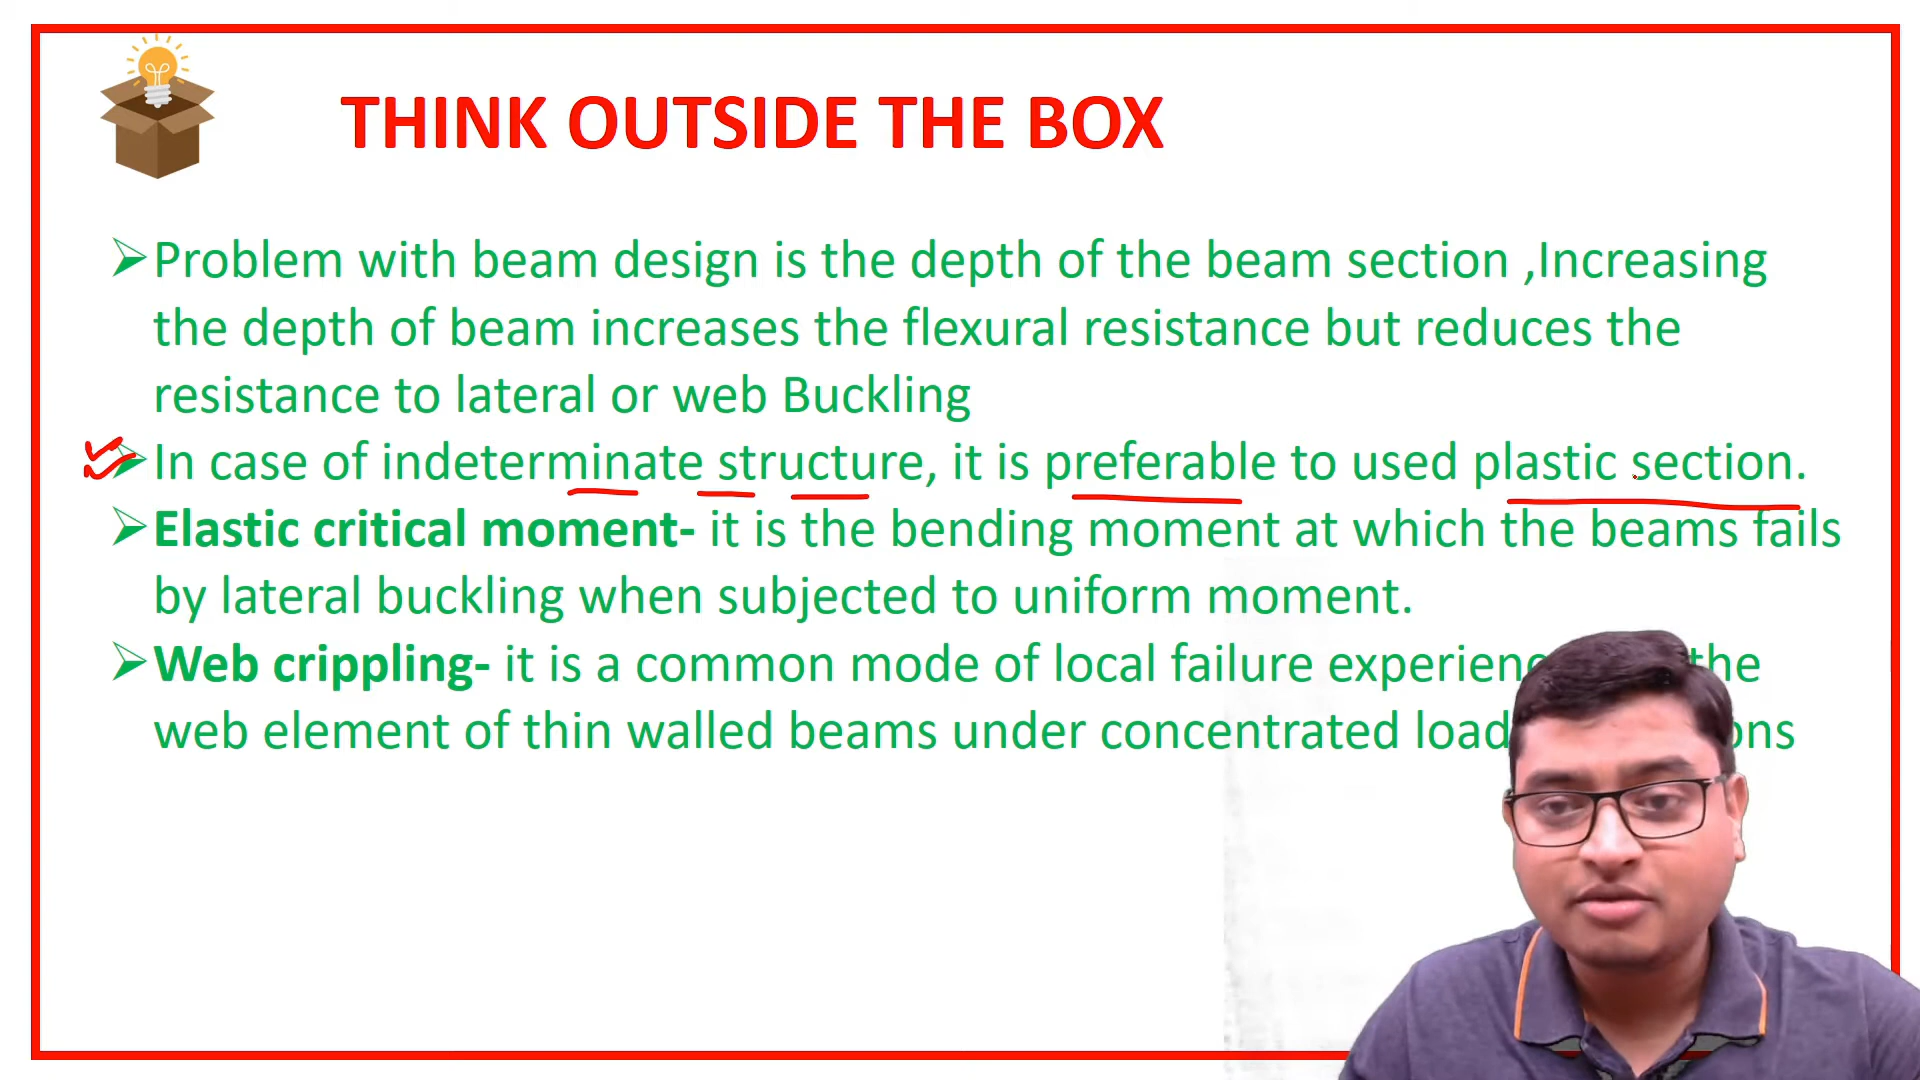 THINK OUTSIDE THE BOX
Problem with beam design is the depth of the beam section ,Increasing
the depth of beam increases the flexural resistance but reduces the
resistance to lateral or web Buckling
In case of indeterminate structure, it is preferable to used plastic section.
Elastic critical moment- it is the bending moment at which the beams fails
by lateral buckling when subjected to uniform moment.
Web crippling- it is a common mode of local failure the
web element of thin walled beams under concentrated